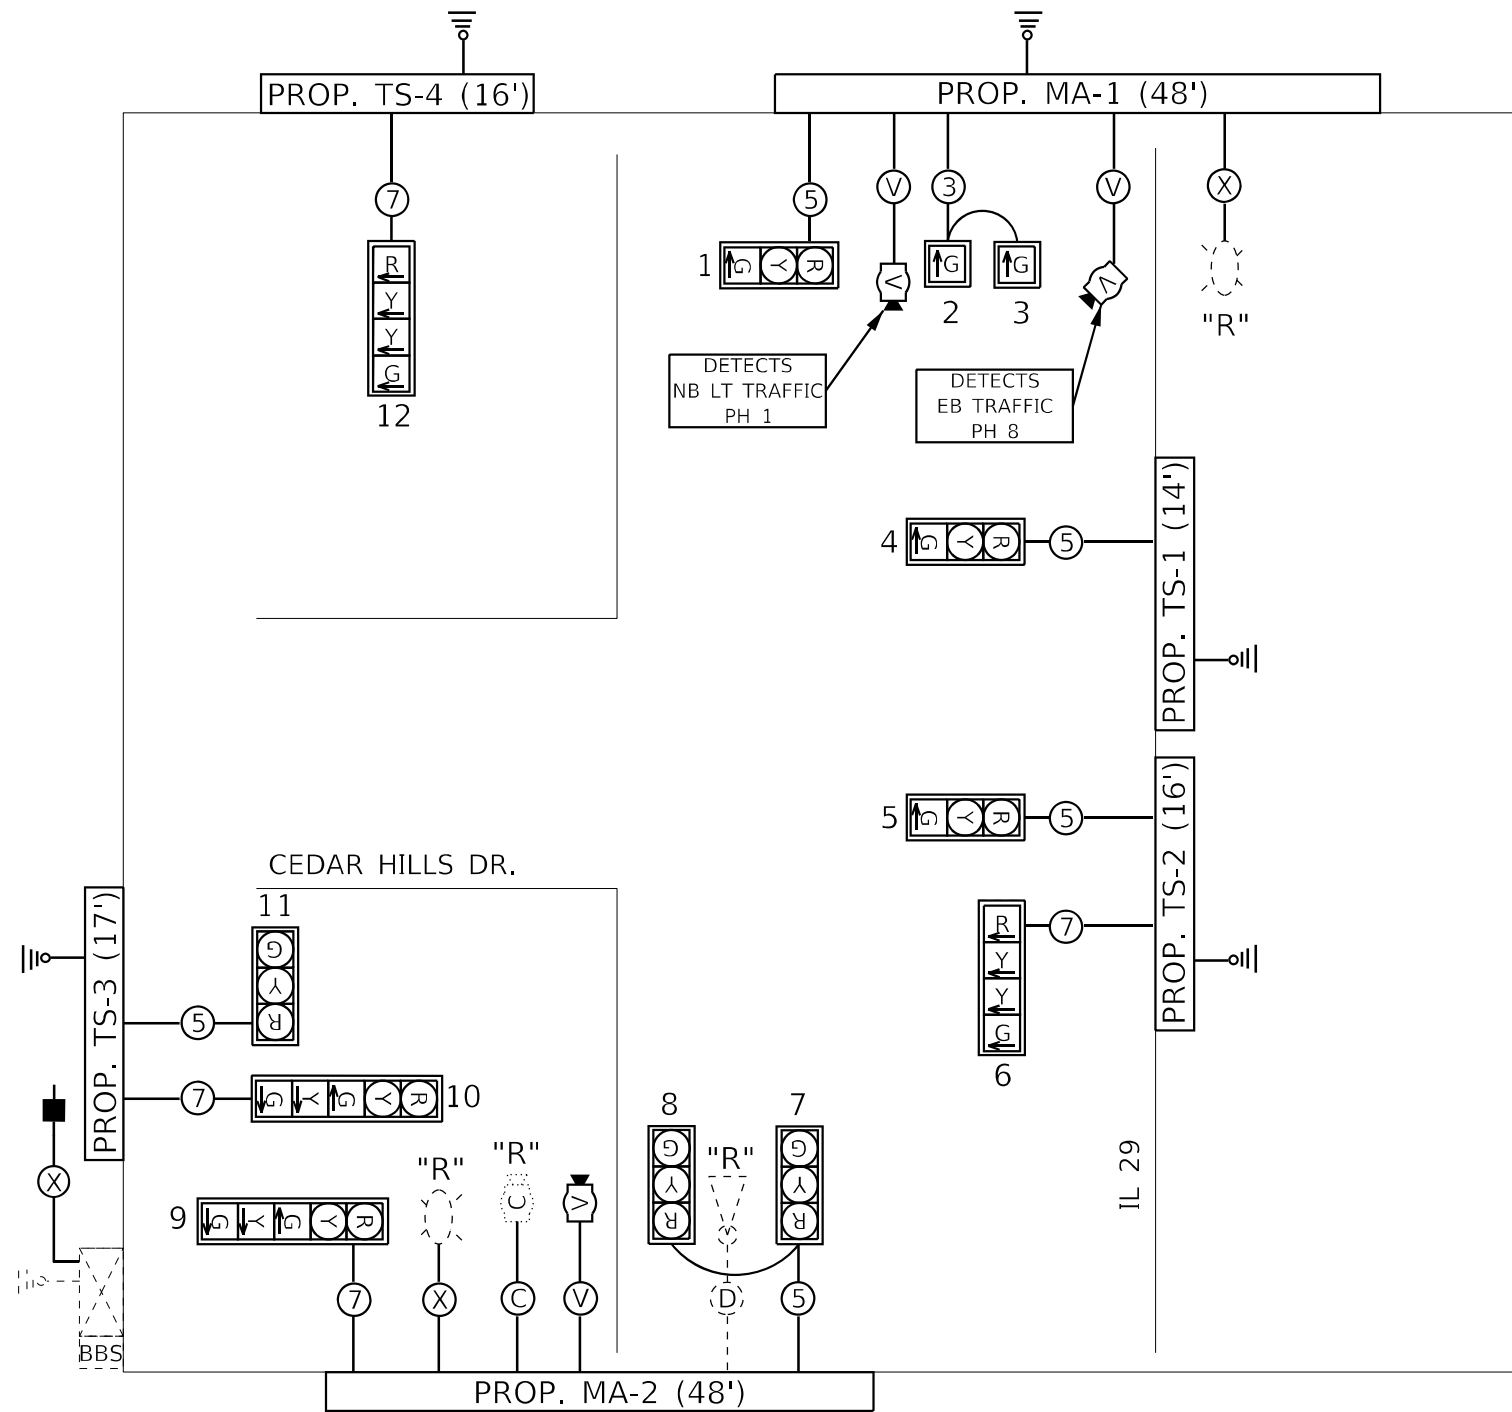 PROP. TS-4 (16')
PROP. MA-1 (48')
7
5
V
3
V
X
R
Y
Y
G
12
1
G
Y
R
V
G
2
G
3
V
"R"
DETECTS
NB LT TRAFFIC
PH 1
DETECTS
EB TRAFFIC
PH 8
4
G
Y
R
5
PROP. TS-1 (14')
5
G
Y
R
5
PROP. TS-2 (16')
R
Y
Y
G
6
7
CEDAR HILLS DR.
PROP. TS-3 (17')
11
G
Y
R
5
7
G
Y
G
Y
R
10
X
BBS
9
G
Y
G
Y
R
7
"R"
X
"R"
C
C
V
V
8
G
Y
R
"R"
D
7
G
Y
R
5
IL 29
PROP. MA-2 (48')